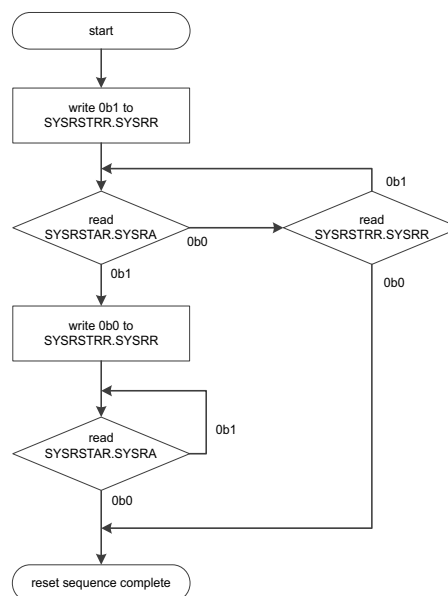 start
write 0b1 to
SYSRSTRR.SYSRR
0b1
read
SYSRSTAR.SYSRA
0b0
read
SYSRSTRR.SYSRR
0b1
0b0
write 0b0 to
SYSRSTRR.SYSRR
read
SYSRSTAR.SYSRA
0b1
0b0
reset sequence complete